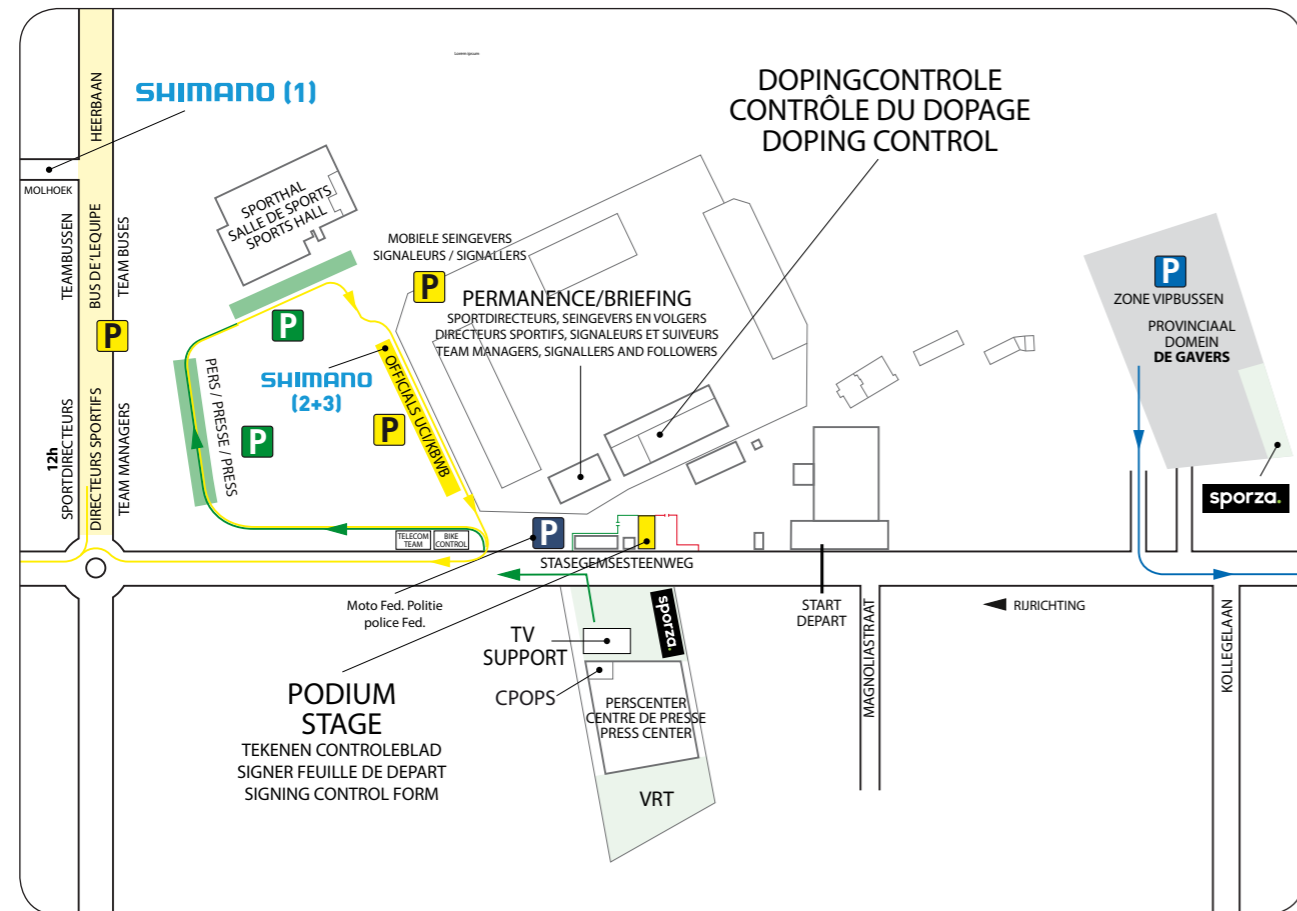 Lorem ipsum
SHIMANO (1)
HEERBAAN
MOLHOEK
TEAMBUSSEN
BUS DE'LEQUIPE
TEAM BUSES
P
12h
SPORTDIRECTEURS
DIRECTEURS SPORTIFS
TEAM MANAGERS
SPORTHAL
SALLE DE SPORTS
SPORTS HALL
MOBIELE SEINGEVERS
SIGNALEURS / SIGNALLERS
P
P
PERS / PRESSE / PRESS
P
SHIMANO
(2+3)
P
OFFICIALS UCI/KBWB
DOPINGCONTROLE
CONTRÔLE DU DOPAGE
DOPING CONTROL
PERMANENCE/BRIEFING
SPORTDIRECTEURS, SEINGEVERS EN VOLGERS
DIRECTEURS SPORTIFS, SIGNALEURS ET SUIVEURS
TEAM MANAGERS, SIGNALLERS AND FOLLOWERS
P
ZONE VIPBUSSEN
PROVINCIAAL
DOMEIN
DE GAVERS
sporza.
TELECOM
TEAM
BIKE
CONTROL
P
STASEGEMSESTEENWEG
Moto Fed. Politie
police Fed.
START
DEPART
RIJRICHTING
MAGNOLIASTRAAT
KOLLEGELAAN
sporza.
TV
SUPPORT
CPOPS
PERSCENTER
CENTRE DE PRESSE
PRESS CENTER
VRT
PODIUM
STAGE
TEKENEN CONTROLEBLAD
SIGNER FEUILLE DE DEPART
SIGNING CONTROL FORM